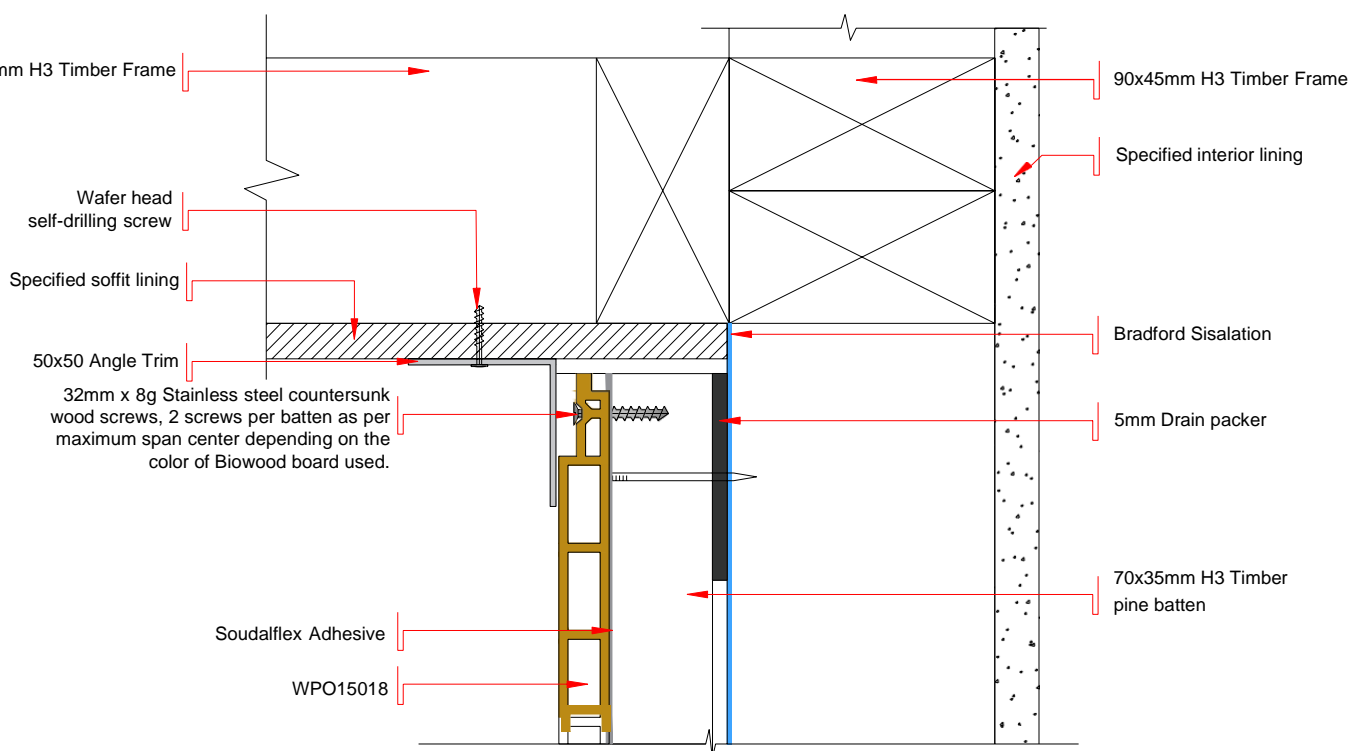 mm H3 Timber Frame
Wafer head
self-drilling screw
Specified soffit lining
50x50 Angle Trim
32mm x 8g Stainless steel countersunk
wood screws, 2 screws per batten as per
maximum span center depending on the
color of Biowood board used.
Soudalflex Adhesive
WPO15018
90x45mm H3 Timber Frame
Specified interior lining
Bradford Sisalation
5mm Drain packer
70x35mm H3 Timber
pine batten